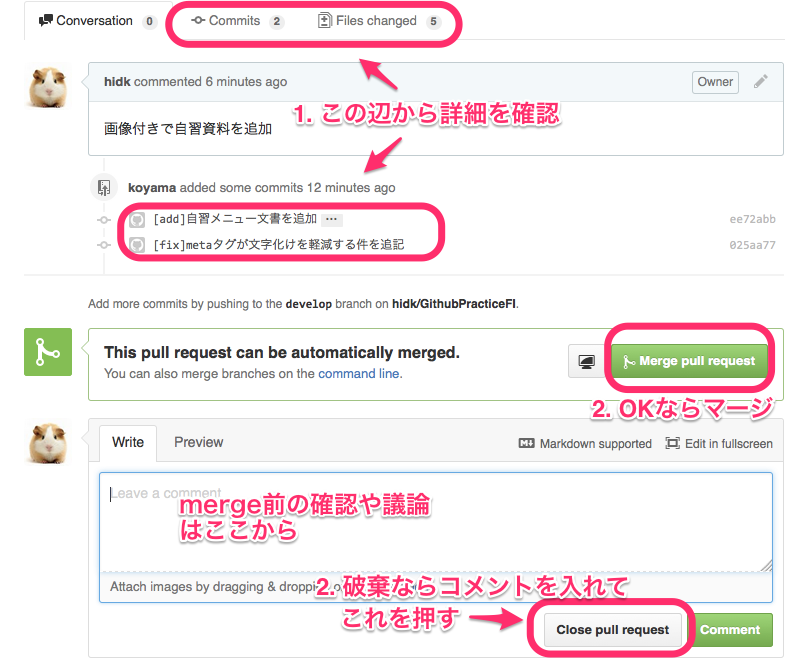 Conversation 0 Commits 2 Files changed 5
hidk commented 6 minutes ago Owner
1. この辺から詳細を確認
画像付きで自習資料を追加
koyama added some commits 12 minutes ago
[add]自習メニュー文書を追加 … ee72abb
[fix]metaタグが文字化けを軽減する件を追記 025aa77
Add more commits by pushing to the develop branch on hidk/GithubPracticeFI.
This pull request can be automatically merged.
You can also merge branches on the command line.
Merge pull request
2. OKならマージ
Write Preview Markdown supported Edit in fullscreen
Leave a comment
merge前の確認や議論
はここから
Attach images by dragging & dropping
2. 破棄ならコメントを入れて
これを押す
Close pull request Comment